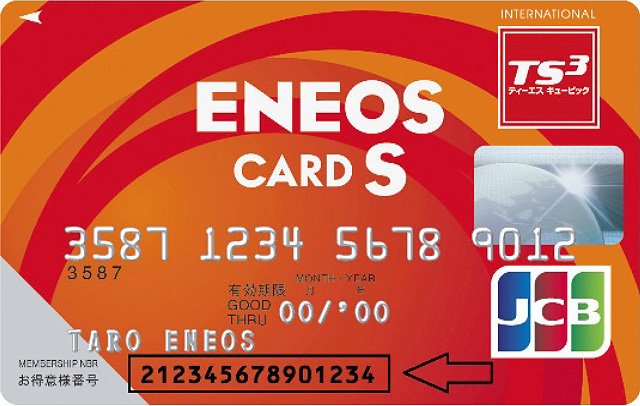 INTERNATIONAL
TS3
ティーエス キュービック
ENEOS
CARD S
3587 1234 5678 9012
3587
MONTH / YEAR
有効期限 月 年
GOOD
THRU 00/'00
TARO ENEOS
JCB
MEMBERSHIP NBR
お得意様番号
212345678901234